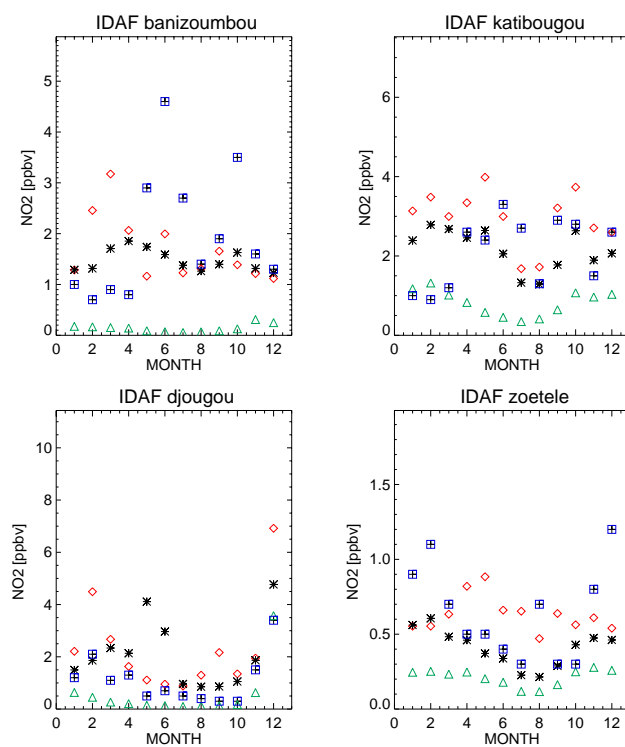 IDAF banizoumbou
NO2 [ppbv]
5
4
3
2
1
0
0 2 4 6 8 10 12
MONTH
IDAF katibougou
NO2 [ppbv]
6
4
2
0
0 2 4 6 8 10 12
MONTH
IDAF djougou
NO2 [ppbv]
10
8
6
4
2
0
0 2 4 6 8 10 12
MONTH
IDAF zoetele
NO2 [ppbv]
1.5
1.0
0.5
0.0
0 2 4 6 8 10 12
MONTH